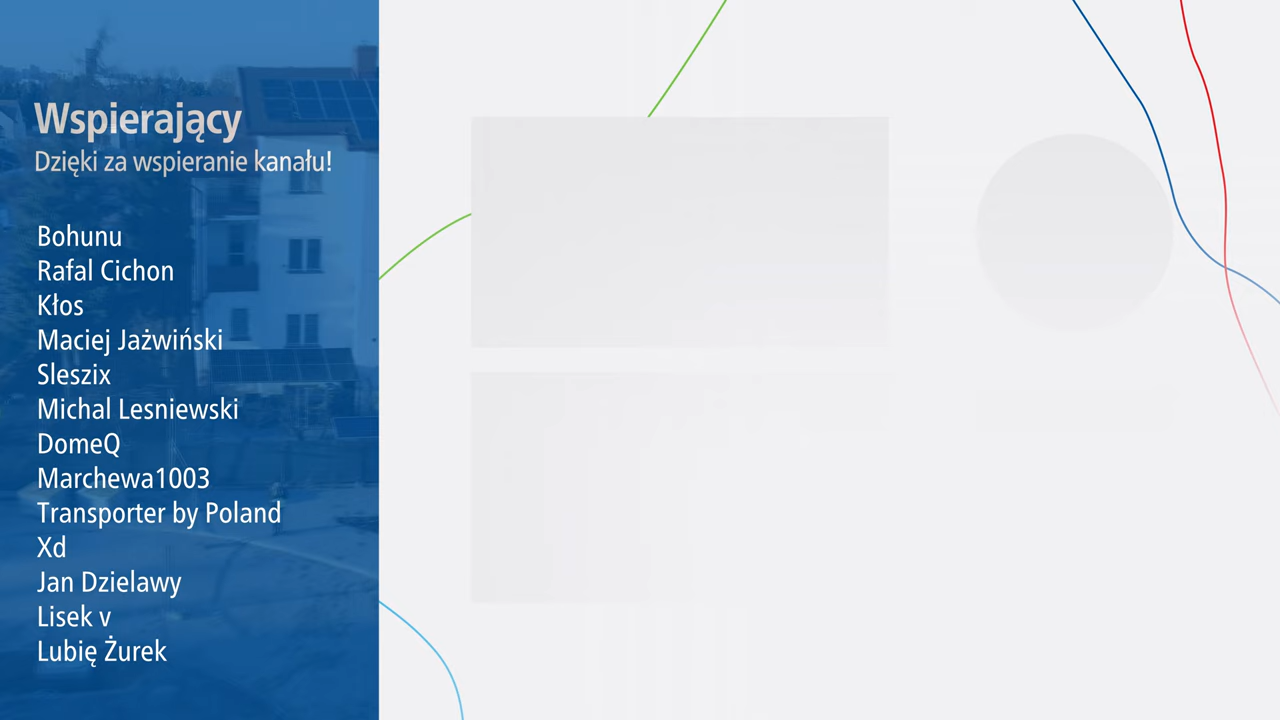 Wspierający
Dzięki za wspieranie kanału!
Bohunu
Rafal Cichon
Kłos
Maciej Jażwiński
Sleszix
Michal Lesniewski
DomeQ
Marchewa1003
Transporter by Poland
Xd
Jan Dzielawy
Lisek v
Lubię Żurek